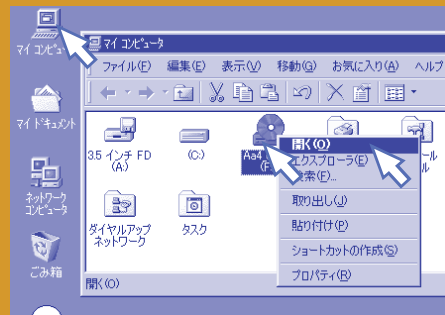 マイ コンピュータ
マイ ドキュメント
ネットワーク
コンピュータ
ごみ箱
マイ コンピュータ
ファイル(F) 編集(E) 表示(V) 移動(G) お気に入り(A) ヘルプ
3.5 インチ FD
(A:)
(C:)
Aa4
(F
ール
ル
ダイヤルアップ
ネットワーク
タスク
開く(O)
エクスプローラ(E)
検索(F)...
取り出し(J)
貼り付け(P)
ショートカットの作成(S)
プロパティ(R)
開く(O)